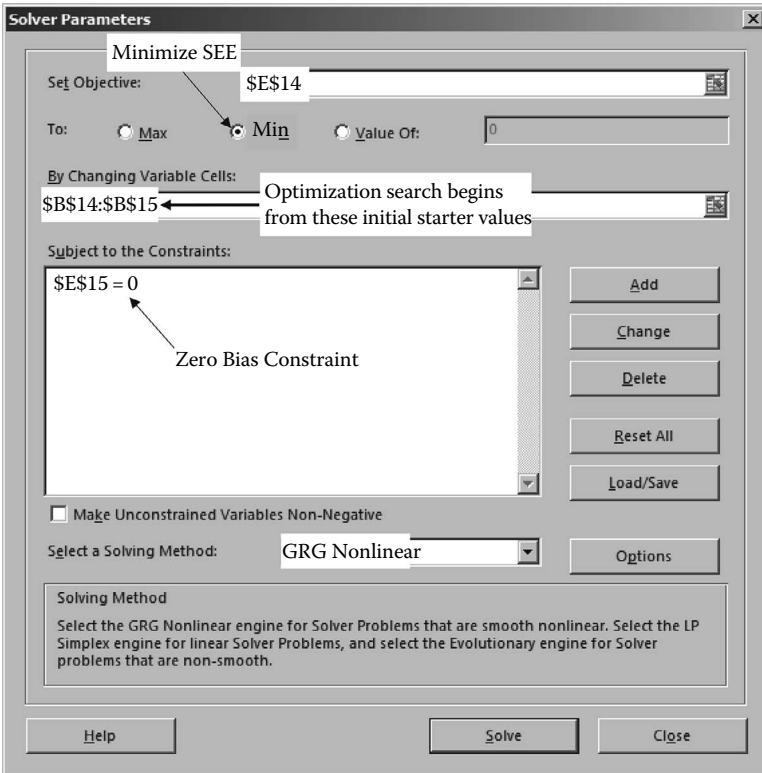 Solver Parameters
Minimize SEE
Set Objective:
$E$14
To:
Max
Min
Value Of:
0
By Changing Variable Cells:
$B$14:$B$15
Optimization search begins
from these initial starter values
Subject to the Constraints:
$E$15 = 0
Zero Bias Constraint
Add
Change
Delete
Reset All
Load/Save
Make Unconstrained Variables Non-Negative
Select a Solving Method:
GRG Nonlinear
Options
Solving Method
Select the GRG Nonlinear engine for Solver Problems that are smooth nonlinear. Select the LP
Simplex engine for linear Solver Problems, and select the Evolutionary engine for Solver
problems that are non-smooth.
Help
Solve
Close